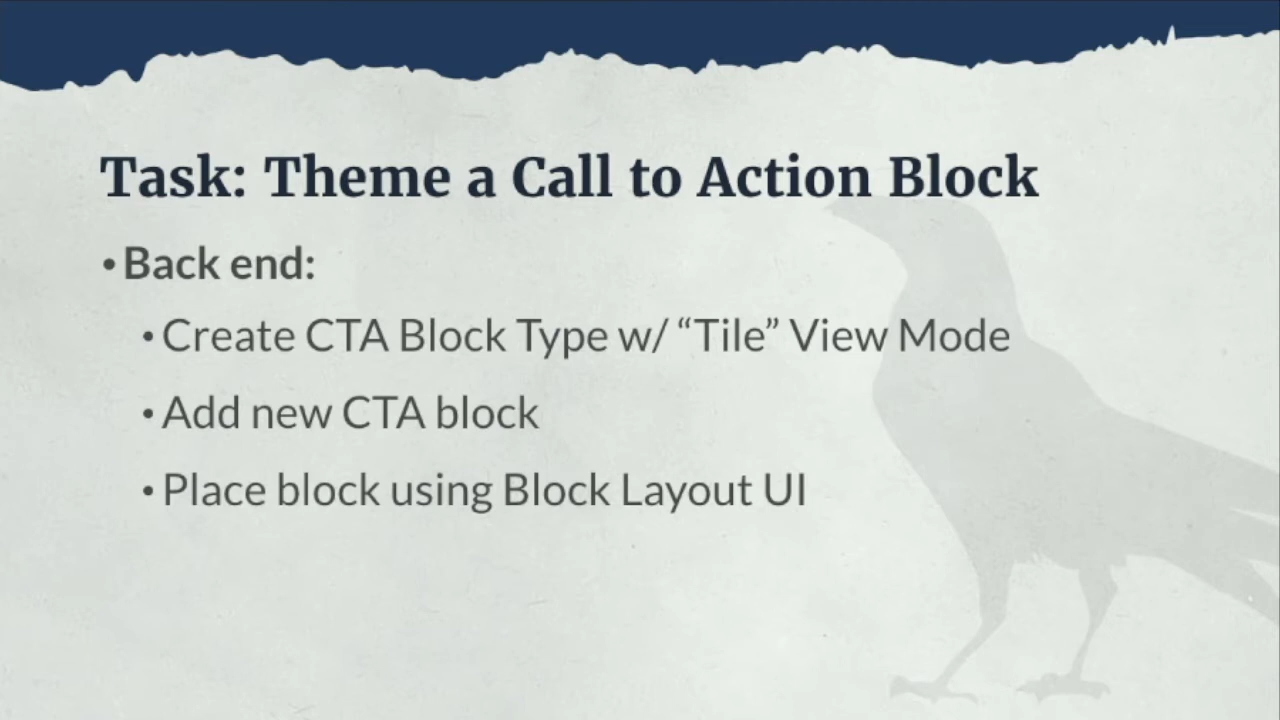 Task: Theme a Call to Action Block
• Back end:
• Create CTA Block Type w/ “Tile” View Mode
• Add new CTA block
• Place block using Block Layout UI